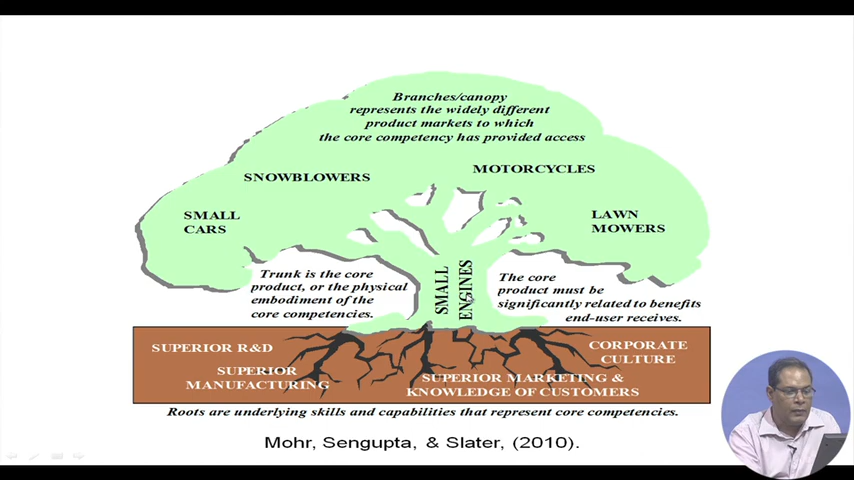 Branches/canopy
represents the widely different
product markets to which
the core competency has provided access
SNOWBLOWERS
MOTORCYCLES
SMALL
CARS
LAWN
MOWERS
Trunk is the core
product, or the physical
embodiment of the
core competencies.
SMALL
ENGINES
The core
product must be
significantly related to benefits
end-user receives.
SUPERIOR R&D
SUPERIOR
MANUFACTURING
SUPERIOR MARKETING &
KNOWLEDGE OF CUSTOMERS
CORPORATE
CULTURE
Roots are underlying skills and capabilities that represent core competencies.
Mohr, Sengupta, & Slater, (2010).